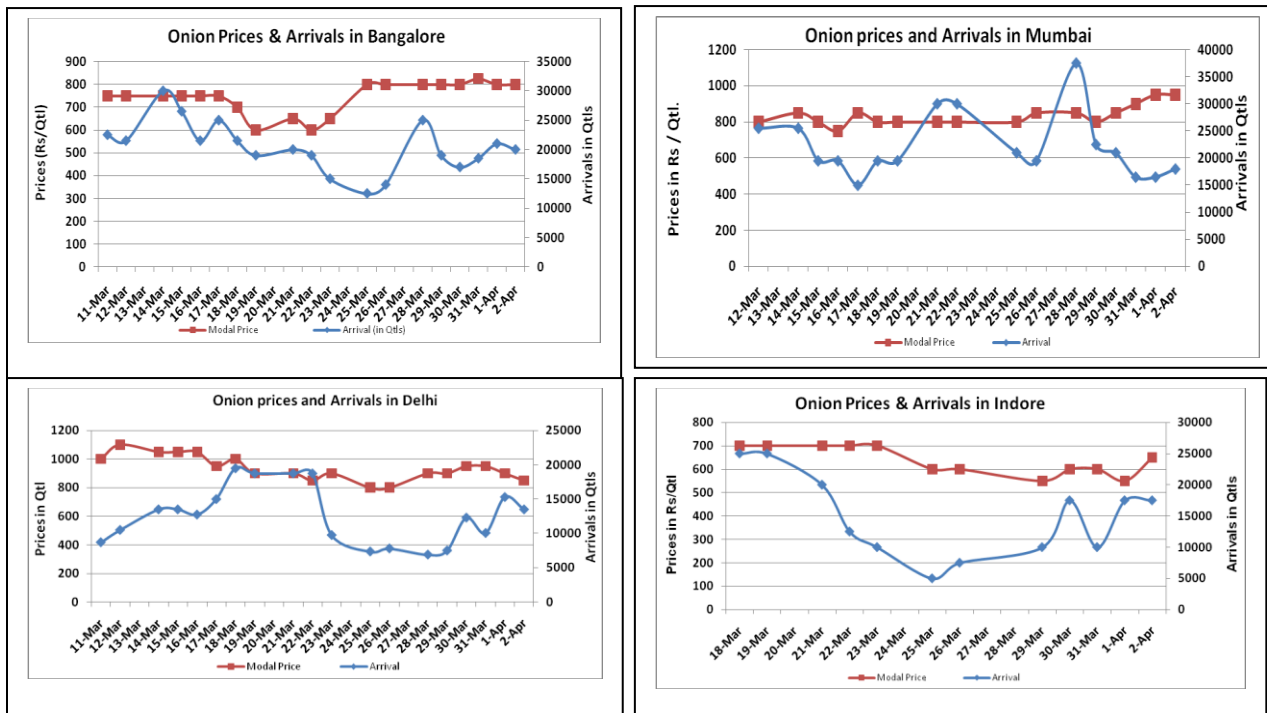 Onion Prices & Arrivals in Bangalore
Prices (Rs/Qtl)
900
800
700
600
500
400
300
200
100
0
35000
30000
25000
20000
15000
10000
5000
0
Arrivals in Qtls
11-Mar
12-Mar
13-Mar
14-Mar
15-Mar
16-Mar
17-Mar
18-Mar
19-Mar
20-Mar
21-Mar
22-Mar
23-Mar
24-Mar
25-Mar
26-Mar
27-Mar
28-Mar
29-Mar
30-Mar
31-Mar
1-Apr
2-Apr
Modal Price
Arrival (in Qtls)
Onion prices and Arrivals in Mumbai
Prices in Rs / Qtl.
1200
1000
800
600
400
200
0
40000
35000
30000
25000
20000
15000
10000
5000
0
Arrivals in Qtls
12-Mar
13-Mar
14-Mar
15-Mar
16-Mar
17-Mar
18-Mar
19-Mar
20-Mar
21-Mar
22-Mar
23-Mar
24-Mar
25-Mar
26-Mar
27-Mar
28-Mar
29-Mar
30-Mar
31-Mar
1-Apr
2-Apr
Modal Price
Arrival
Onion prices and Arrivals in Delhi
Prices in Qtl
1200
1000
800
600
400
200
0
25000
20000
15000
10000
5000
0
Arrivals in Qtls
11-Mar
12-Mar
13-Mar
14-Mar
15-Mar
16-Mar
17-Mar
18-Mar
19-Mar
20-Mar
21-Mar
22-Mar
23-Mar
24-Mar
25-Mar
26-Mar
27-Mar
28-Mar
29-Mar
30-Mar
31-Mar
1-Apr
2-Apr
Modal Price
Arrival
Onion Prices & Arrivals in Indore
Prices in Rs/Qtl
800
700
600
500
400
300
200
100
0
30000
25000
20000
15000
10000
5000
0
Arrivals in Qtls
18-Mar
19-Mar
20-Mar
21-Mar
22-Mar
23-Mar
24-Mar
25-Mar
26-Mar
27-Mar
28-Mar
29-Mar
30-Mar
31-Mar
1-Apr
2-Apr
Modal Price
Arrival